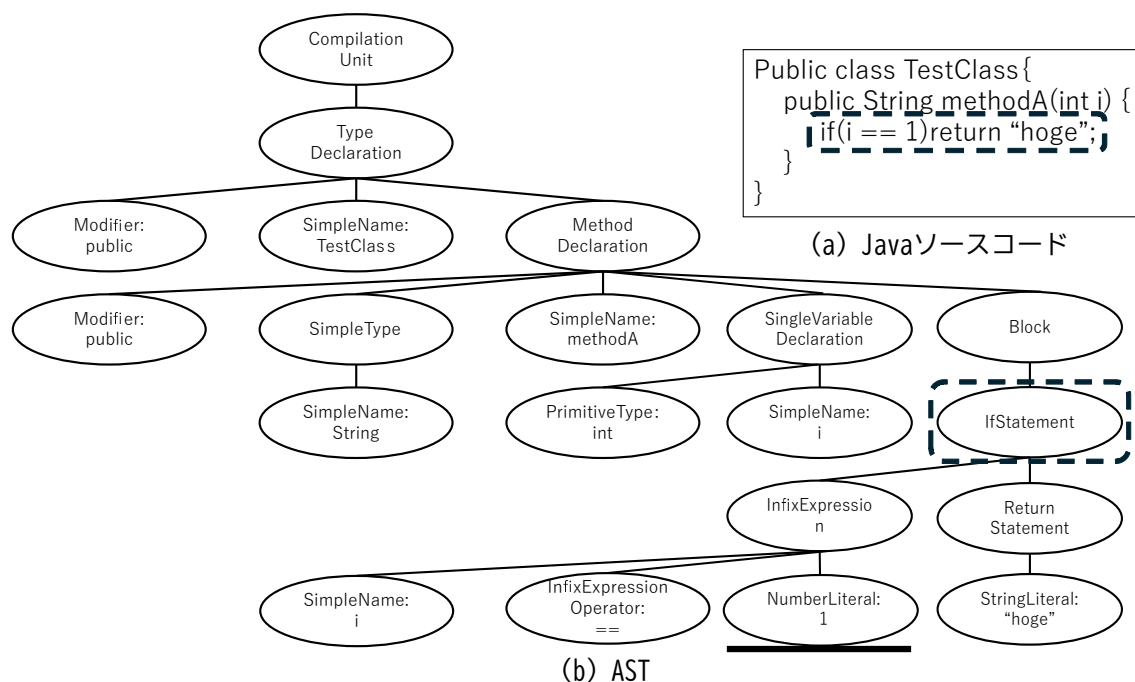 Compilation
Unit
Public class TestClass{
public String methodA(int i) {
if(i == 1)return “hoge”;
}
}
(a) Javaソースコード
Type
Declaration
Modifier:
public
SimpleName:
TestClass
Method
Declaration
Modifier:
public
SimpleType
SimpleName:
methodA
SingleVariable
Declaration
Block
SimpleName:
String
PrimitiveType:
int
SimpleName:
i
IfStatement
InfixExpressio
n
Return
Statement
SimpleName:
i
InfixExpression
Operator:
==
NumberLiteral:
1
StringLiteral:
“hoge”
(b) AST